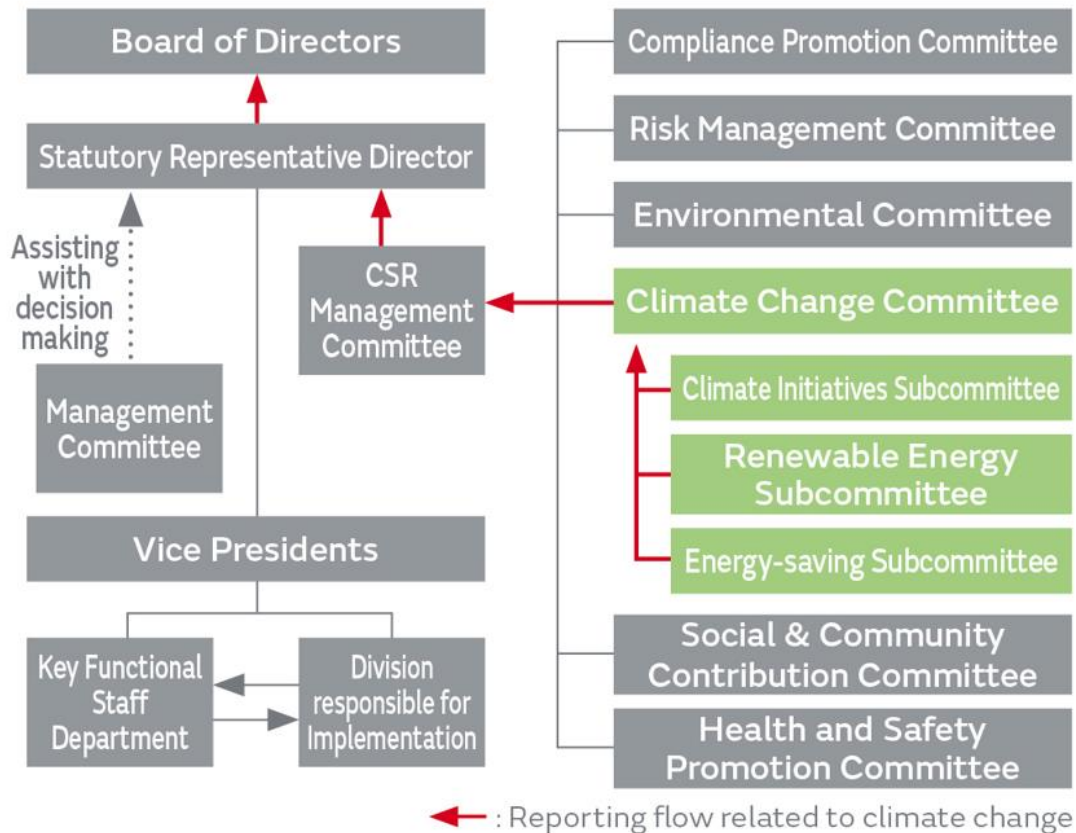 Board of Directors
Statutory Representative Director
Assisting
with
decision
making
CSR
Management
Committee
Management
Committee
Vice Presidents
Key Functional
Staff
Department
Division
responsible for
Implementation
Compliance Promotion Committee
Risk Management Committee
Environmental Committee
Climate Change Committee
Climate Initiatives Subcommittee
Renewable Energy
Subcommittee
Energy-saving Subcommittee
Social & Community
Contribution Committee
Health and Safety
Promotion Committee
: Reporting flow related to climate change